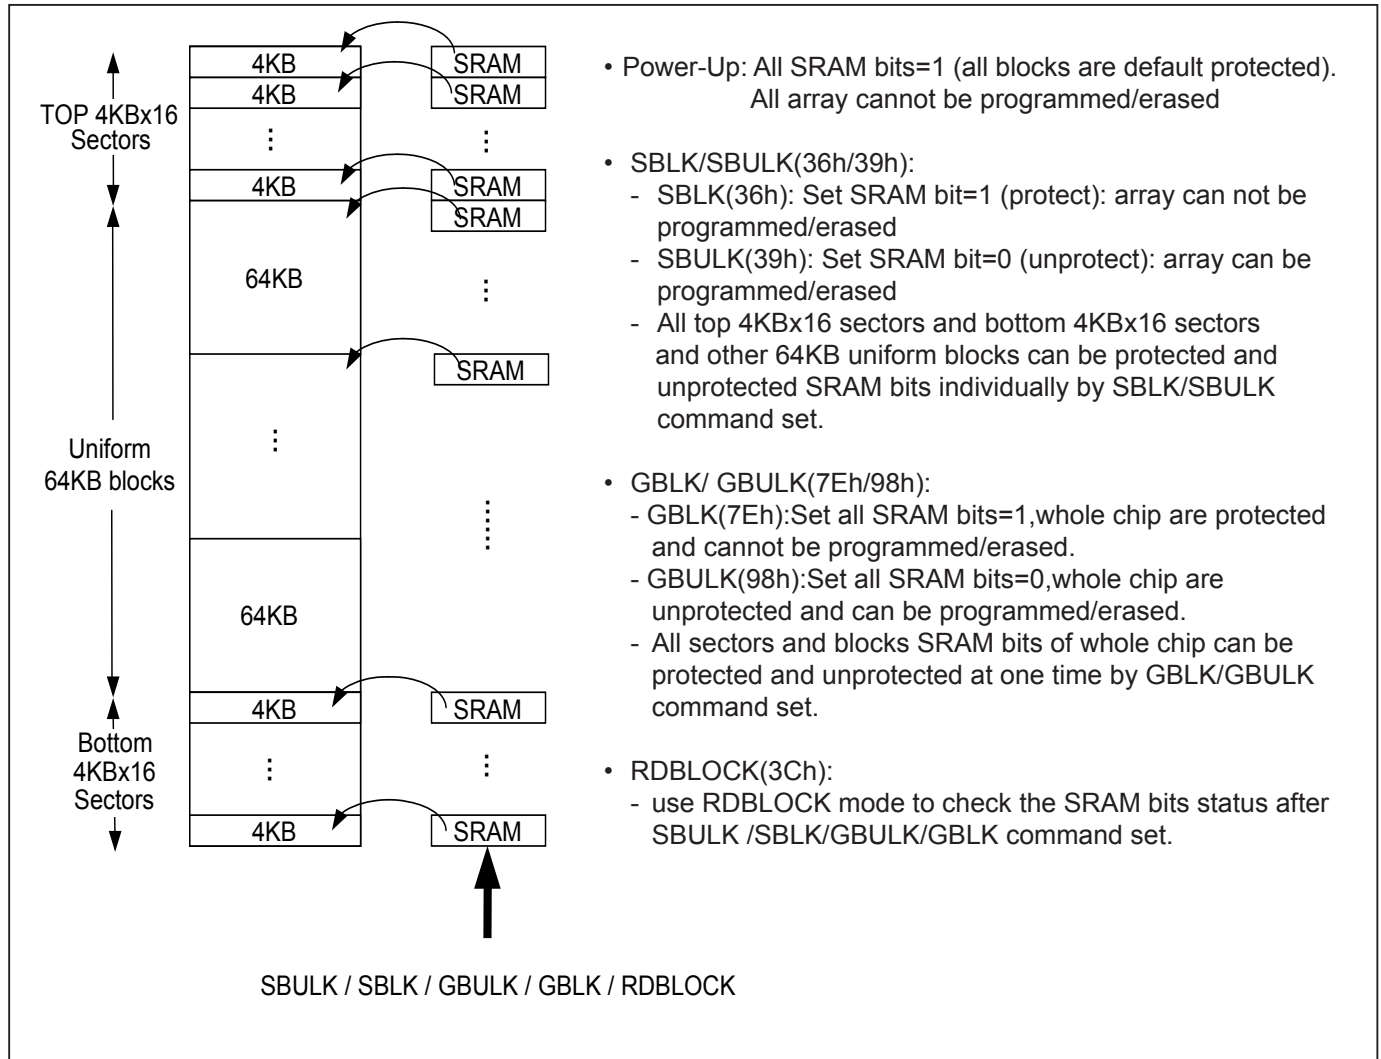 TOP 4KBx16
Sectors
Uniform
64KB blocks
Bottom
4KBx16
Sectors
4KB
4KB
⋮
4KB
64KB
⋮
64KB
4KB
⋮
4KB
SRAM
SRAM
⋮
SRAM
SRAM
⋮
SRAM
⋮
SRAM
⋮
SRAM
SBULK / SBLK / GBULK / GBLK / RDBLOCK
• Power-Up: All SRAM bits=1 (all blocks are default protected).
All array cannot be programmed/erased
• SBLK/SBULK(36h/39h):
- SBLK(36h): Set SRAM bit=1 (protect): array can not be
programmed/erased
- SBULK(39h): Set SRAM bit=0 (unprotect): array can be
programmed/erased
- All top 4KBx16 sectors and bottom 4KBx16 sectors
and other 64KB uniform blocks can be protected and
unprotected SRAM bits individually by SBLK/SBULK
command set.
• GBLK/ GBULK(7Eh/98h):
- GBLK(7Eh):Set all SRAM bits=1,whole chip are protected
and cannot be programmed/erased.
- GBULK(98h):Set all SRAM bits=0,whole chip are
unprotected and can be programmed/erased.
- All sectors and blocks SRAM bits of whole chip can be
protected and unprotected at one time by GBLK/GBULK
command set.
• RDBLOCK(3Ch):
- use RDBLOCK mode to check the SRAM bits status after
SBULK /SBLK/GBULK/GBLK command set.